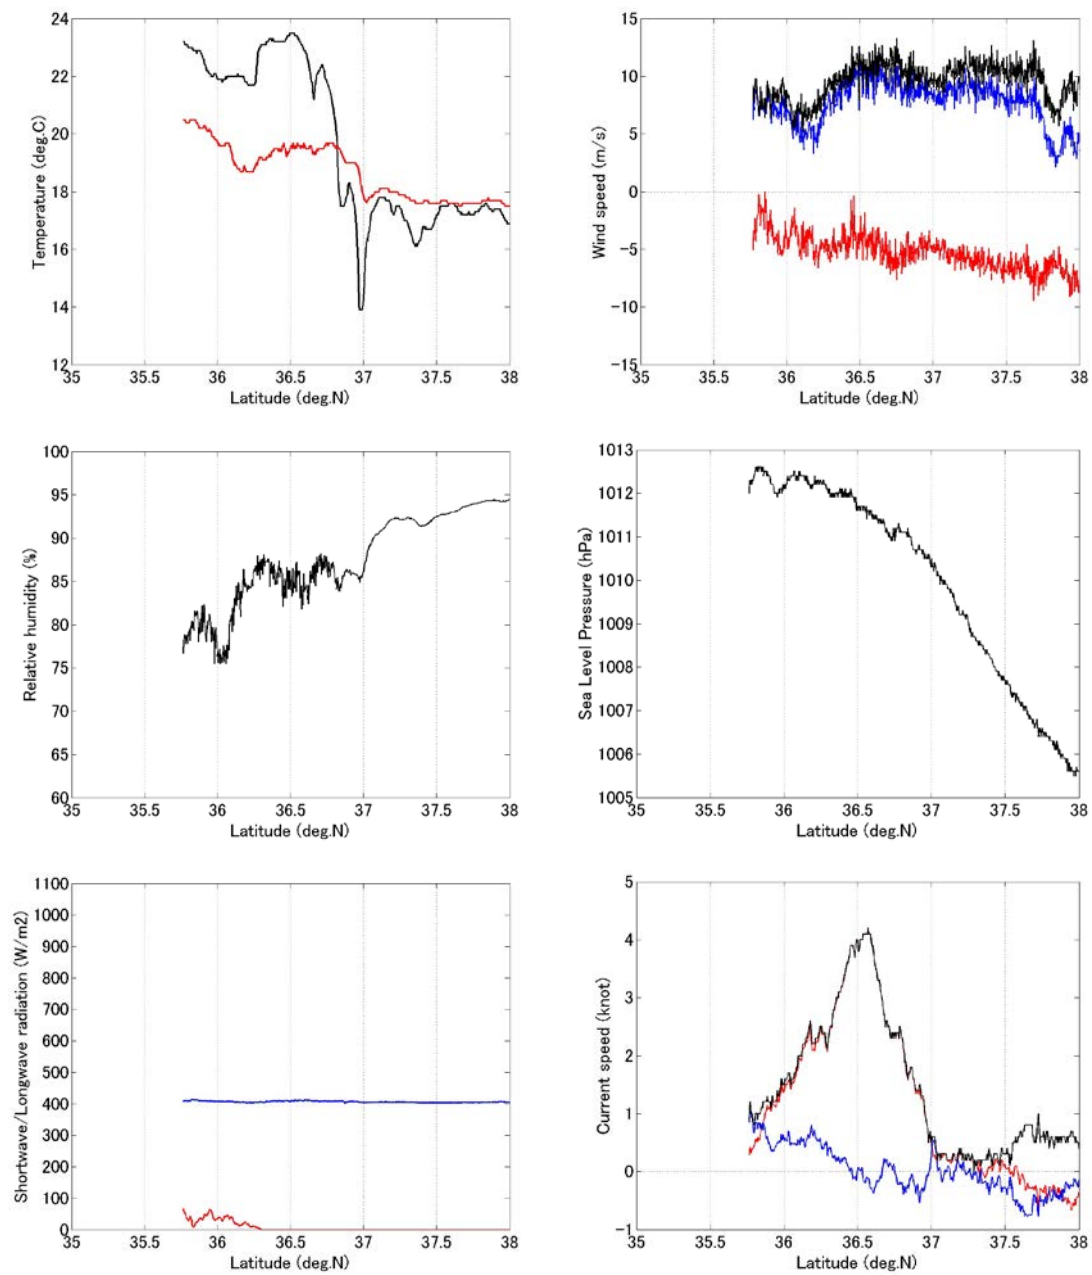 24
22
20
18
16
14
12
Temperature (deg.C)
35 35.5 36 36.5 37 37.5 38
Latitude (deg.N)
15
10
5
0
−5
−10
−15
Wind speed (m/s)
35 35.5 36 36.5 37 37.5 38
Latitude (deg.N)
100
95
90
85
80
75
70
65
60
Relative humidity (%)
35 35.5 36 36.5 37 37.5 38
Latitude (deg.N)
1013
1012
1011
1010
1009
1008
1007
1006
1005
Sea Level Pressure (hPa)
35 35.5 36 36.5 37 37.5 38
Latitude (deg.N)
1100
1000
900
800
700
600
500
400
300
200
100
0
Shortwave/Longwave radiation (W/m2)
35 35.5 36 36.5 37 37.5 38
Latitude (deg.N)
5
4
3
2
1
0
−1
Current speed (knot)
35 35.5 36 36.5 37 37.5 38
Latitude (deg.N)